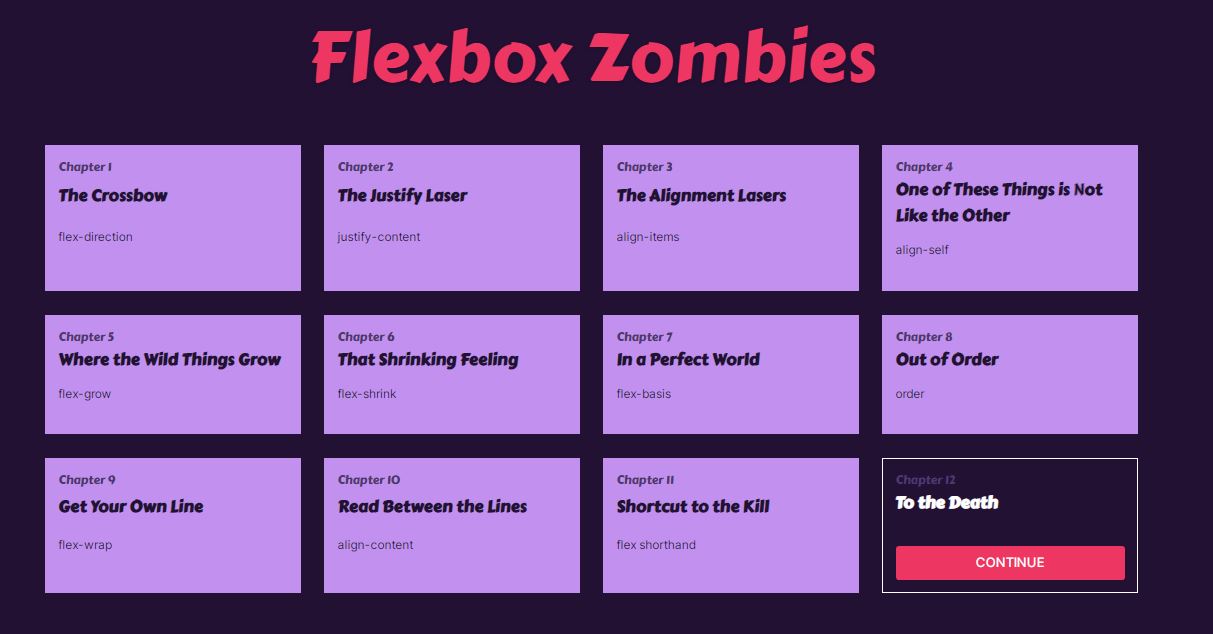 Flexbox Zombies
Chapter 1
The Crossbow
flex-direction
Chapter 2
The Justify Laser
justify-content
Chapter 3
The Alignment Lasers
align-items
Chapter 4
One of These Things is Not
Like the Other
align-self
Chapter 5
Where the Wild Things Grow
flex-grow
Chapter 6
That Shrinking Feeling
flex-shrink
Chapter 7
In a Perfect World
flex-basis
Chapter 8
Out of Order
order
Chapter 9
Get Your Own Line
flex-wrap
Chapter 10
Read Between the Lines
align-content
Chapter 11
Shortcut to the Kill
flex shorthand
Chapter 12
To the Death
CONTINUE